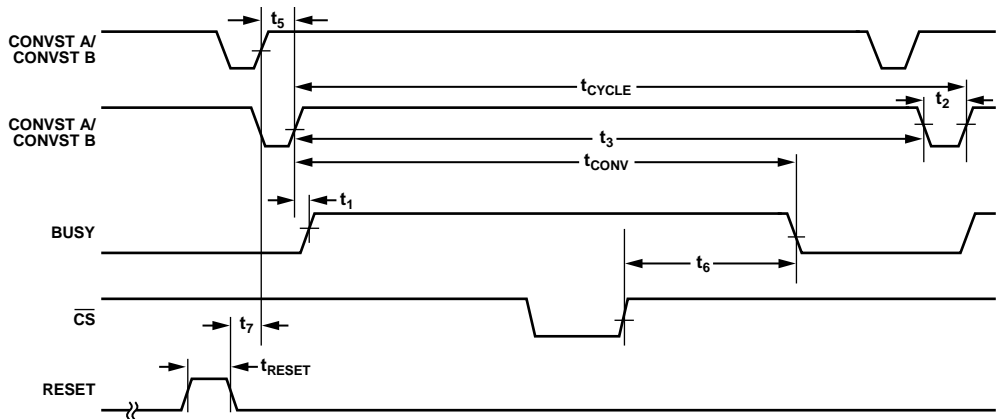 t5
CONVST A/
CONVST B
tCYCLE
t2
CONVST A/
CONVST B
t3
tCONV
t1
BUSY
t6
CS
t7
tRESET
RESET